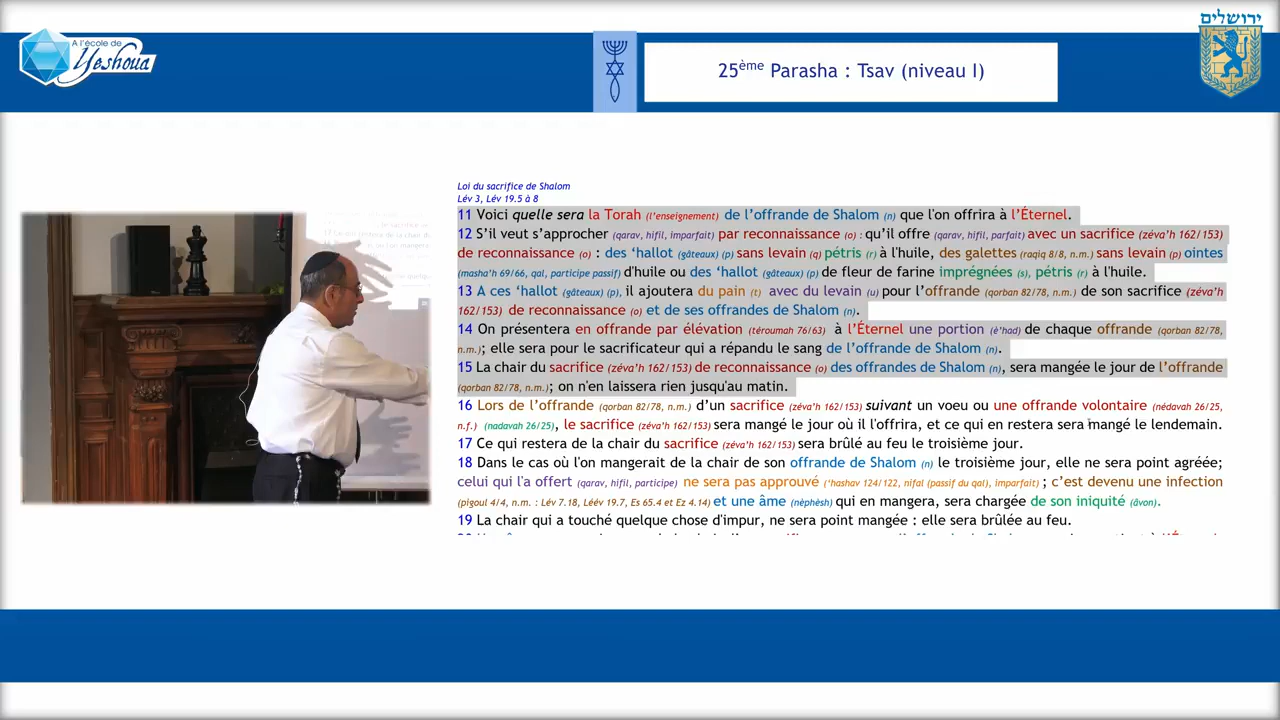 A l'école de
Yeshoua
25ème Parasha : Tsav (niveau I)
ירושלים
Loi du sacrifice de Shalom
Lév 3, Lév 19.5 à 8
11 Voici quelle sera la Torah (l'enseignement) de l'offrande de Shalom (n) que l'on offrira à l'Éternel.
12 S'il veut s'approcher (qarav, hifil, imparfait) par reconnaissance (o) : qu'il offre (qarav, hifil, parfait) avec un sacrifice (zéva'h 162/153)
de reconnaissance (o) : des 'hallot (gâteaux) (p) sans levain (q) pétris (r) à l'huile, des galettes (raqiq 8/8, n.m.) sans levain (p) ointes
(masha'h 69/66, qal, participe passif) d'huile ou des 'hallot (gâteaux) (p) de fleur de farine imprégnées (s), pétris (r) à l'huile.
13 A ces 'hallot (gâteaux) (p), il ajoutera du pain (t) avec du levain (u) pour l'offrande (qorban 82/78, n.m.) de son sacrifice (zéva'h
162/153) de reconnaissance (o) et de ses offrandes de Shalom (n).
14 On présentera en offrande par élévation (téroumah 76/63) à l'Éternel une portion (é'had) de chaque offrande (qorban 82/78,
n.m.); elle sera pour le sacrificateur qui a répandu le sang de l'offrande de Shalom (n).
15 La chair du sacrifice (zéva'h 162/153) de reconnaissance (o) des offrandes de Shalom (n), sera mangée le jour de l'offrande
(qorban 82/78, n.m.); on n'en laissera rien jusqu'au matin.
16 Lors de l'offrande (qorban 82/78, n.m.) d'un sacrifice (zéva'h 162/153) suivant un voeu ou une offrande volontaire (nédavah 26/25,
n.f.) (nadavah 26/25), le sacrifice (zéva'h 162/153) sera mangé le jour où il l'offrira, et ce qui en restera sera mangé le lendemain.
17 Ce qui restera de la chair du sacrifice (zéva'h 162/153) sera brûlé au feu le troisième jour.
18 Dans le cas où l'on mangerait de la chair de son offrande de Shalom (n) le troisième jour, elle ne sera point agréée;
celui qui l'a offert (qarav, hifil, participe) ne sera pas approuvé ('hashav 124/122, nifal (passif du qal), imparfait) ; c'est devenu une infection
(pigoul 4/4, n.m. : Lév 7.18, Léév 19.7, Es 65.4 et Ez 4.14) et une âme (nèphèsh) qui en mangera, sera chargée de son iniquité (âvon).
19 La chair qui a touché quelque chose d'impur, ne sera point mangée : elle sera brûlée au feu.